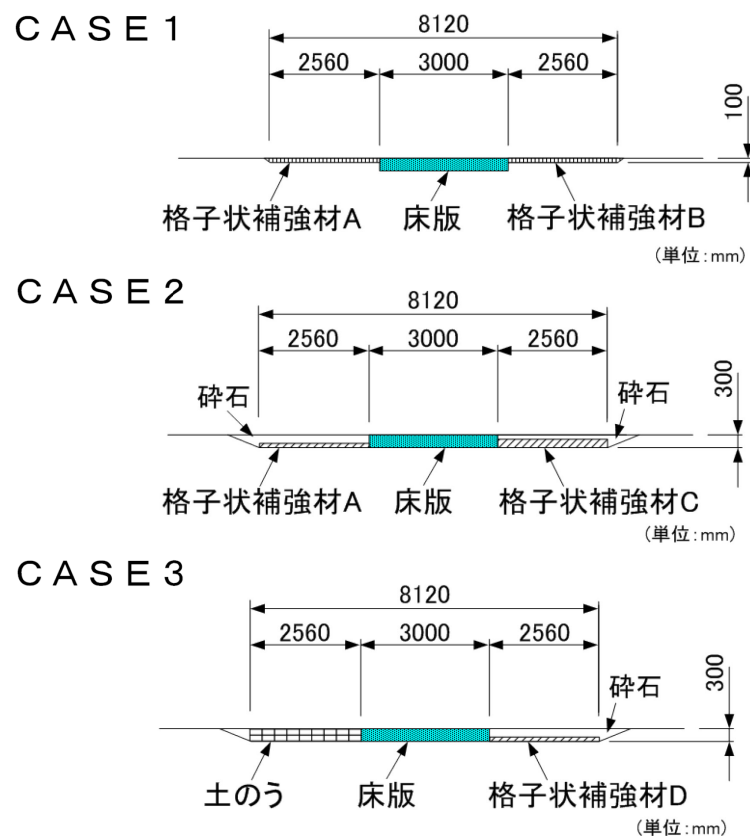 CASE1
8120
2560 3000 2560
100
格子状補強材A 床版 格子状補強材B
(単位:mm)
CASE2
8120
2560 3000 2560
300
砕石 砕石
格子状補強材A 床版 格子状補強材C
(単位:mm)
CASE3
8120
2560 3000 2560
300
砕石
土のう 床版 格子状補強材D
(単位:mm)